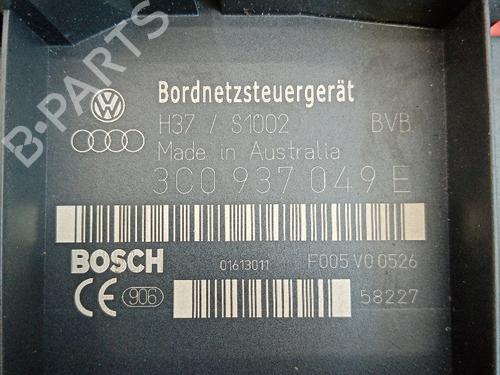 Bordnetzsteuergerät
H37 / S1002 BVB
Made in Australia
3C0 937 049 E
BOSCH 01613011 F005 V0 0526
CE 906 58227
B-PARTS